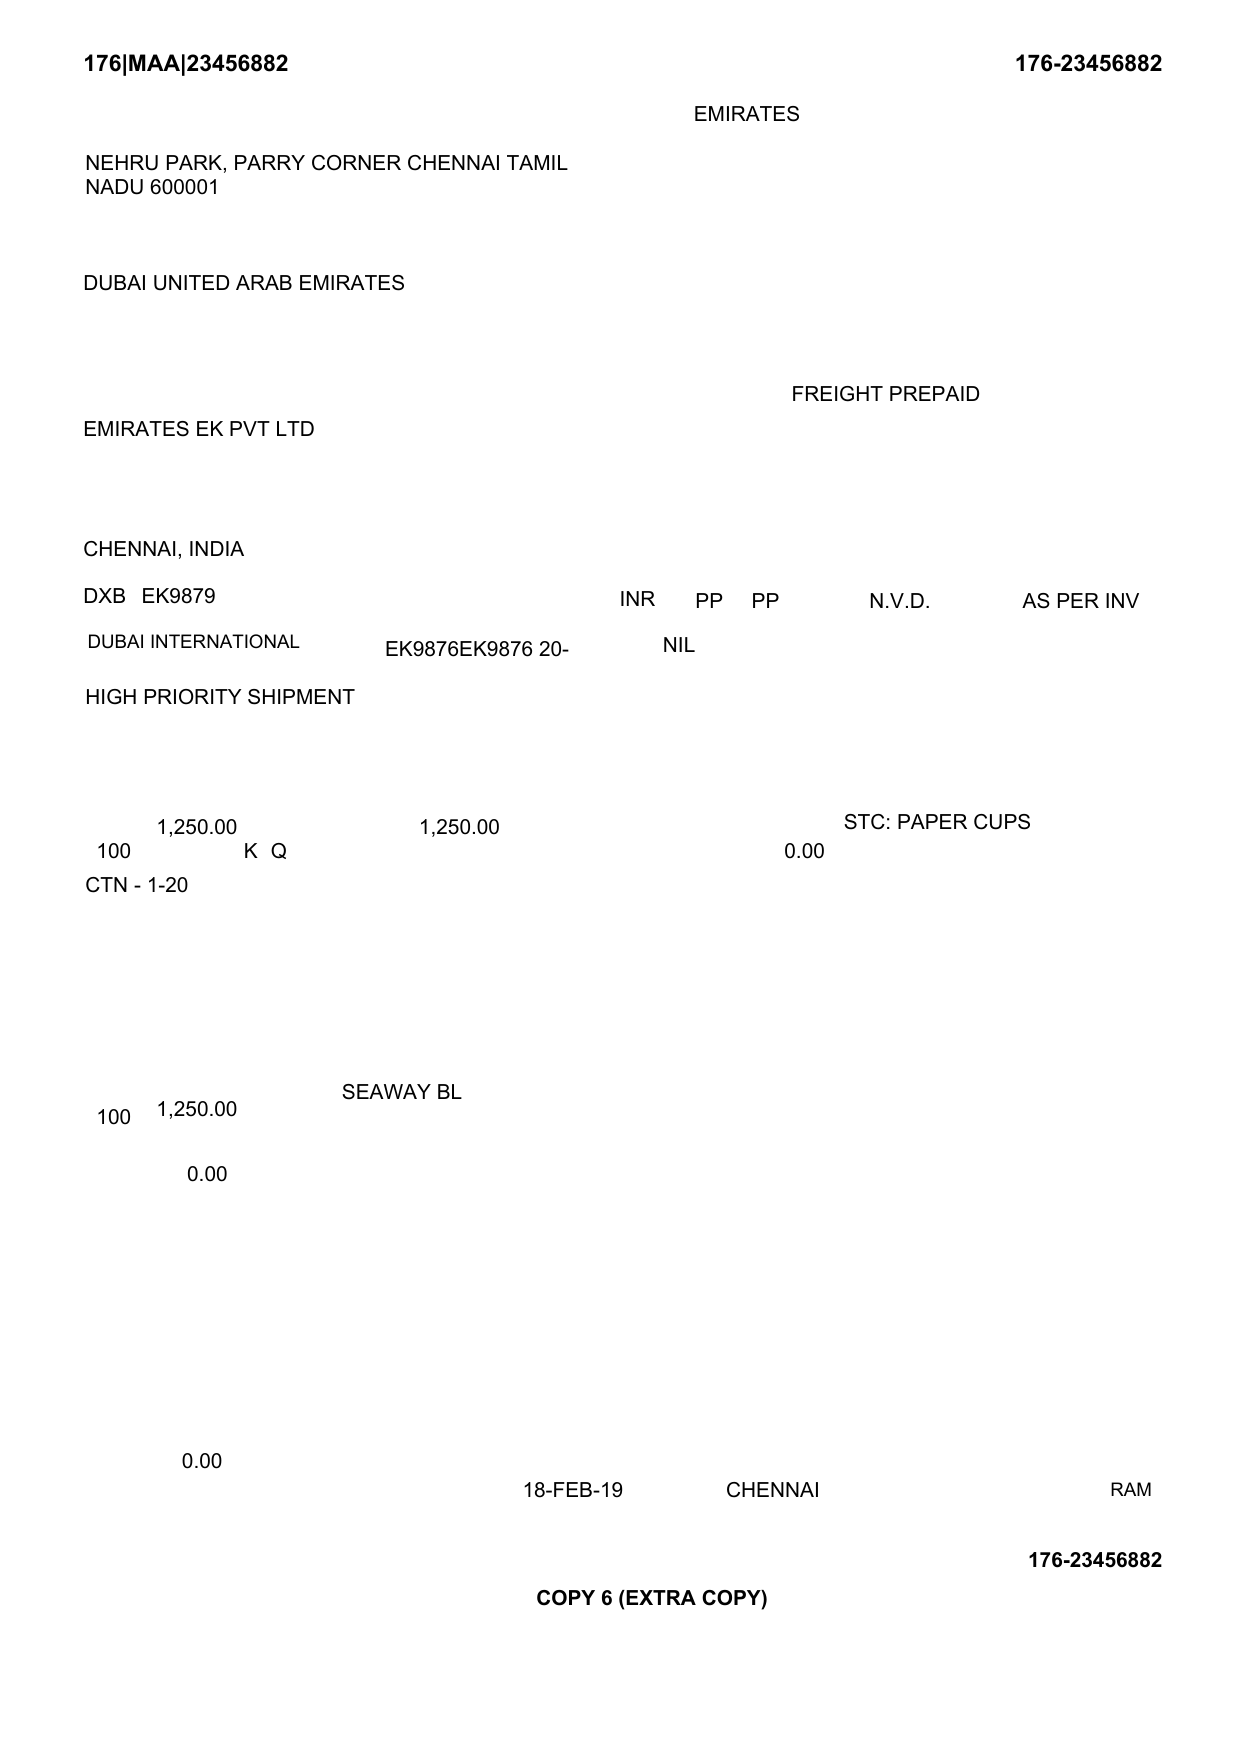 176|MAA|23456882 176-23456882
EMIRATES
NEHRU PARK, PARRY CORNER CHENNAI TAMIL
NADU 600001
DUBAI UNITED ARAB EMIRATES
FREIGHT PREPAID
EMIRATES EK PVT LTD
CHENNAI, INDIA
DXB EK9879 INR PP PP N.V.D. AS PER INV
DUBAI INTERNATIONAL EK9876EK9876 20- NIL
HIGH PRIORITY SHIPMENT
1,250.00 1,250.00 STC: PAPER CUPS
100 K Q 0.00
CTN - 1-20
SEAWAY BL
100 1,250.00
0.00
0.00
18-FEB-19 CHENNAI RAM
176-23456882
COPY 6 (EXTRA COPY)